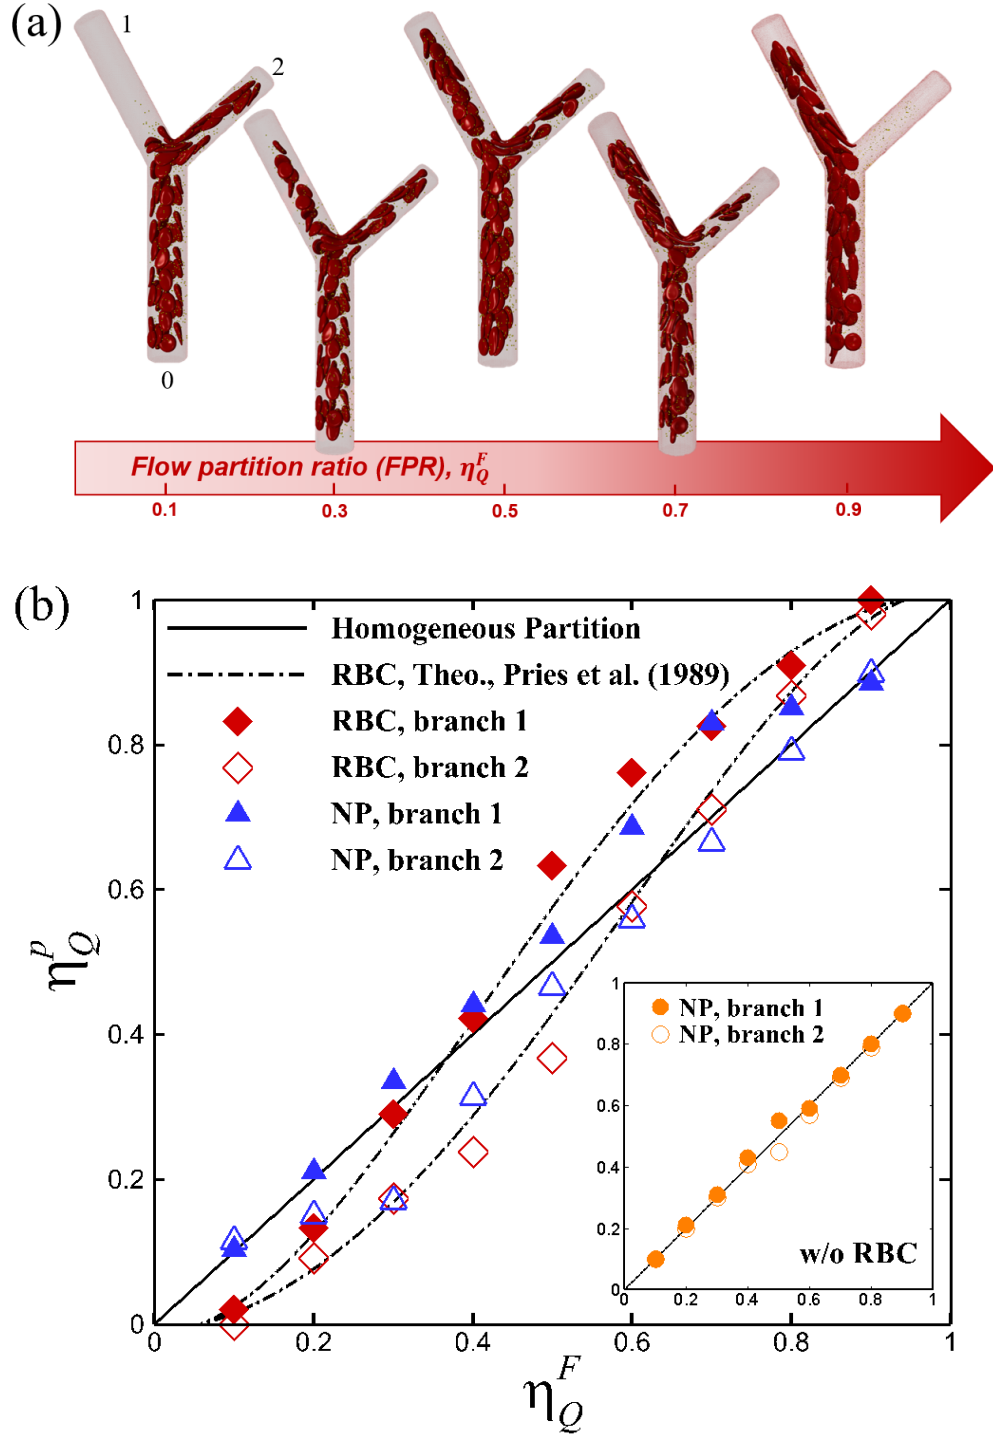 (a)
1
2
0
Flow partition ratio (FPR), η_Q^F
0.1 0.3 0.5 0.7 0.9
(b)
1
0.8
0.6
0.4
0.2
0
η_Q^P
Homogeneous Partition
RBC, Theo., Pries et al. (1989)
RBC, branch 1
RBC, branch 2
NP, branch 1
NP, branch 2
1
0.8
0.6
0.4
0.2
0
NP, branch 1
NP, branch 2
w/o RBC
0 0.2 0.4 0.6 0.8 1
0 0.2 0.4 0.6 0.8 1
η_Q^F